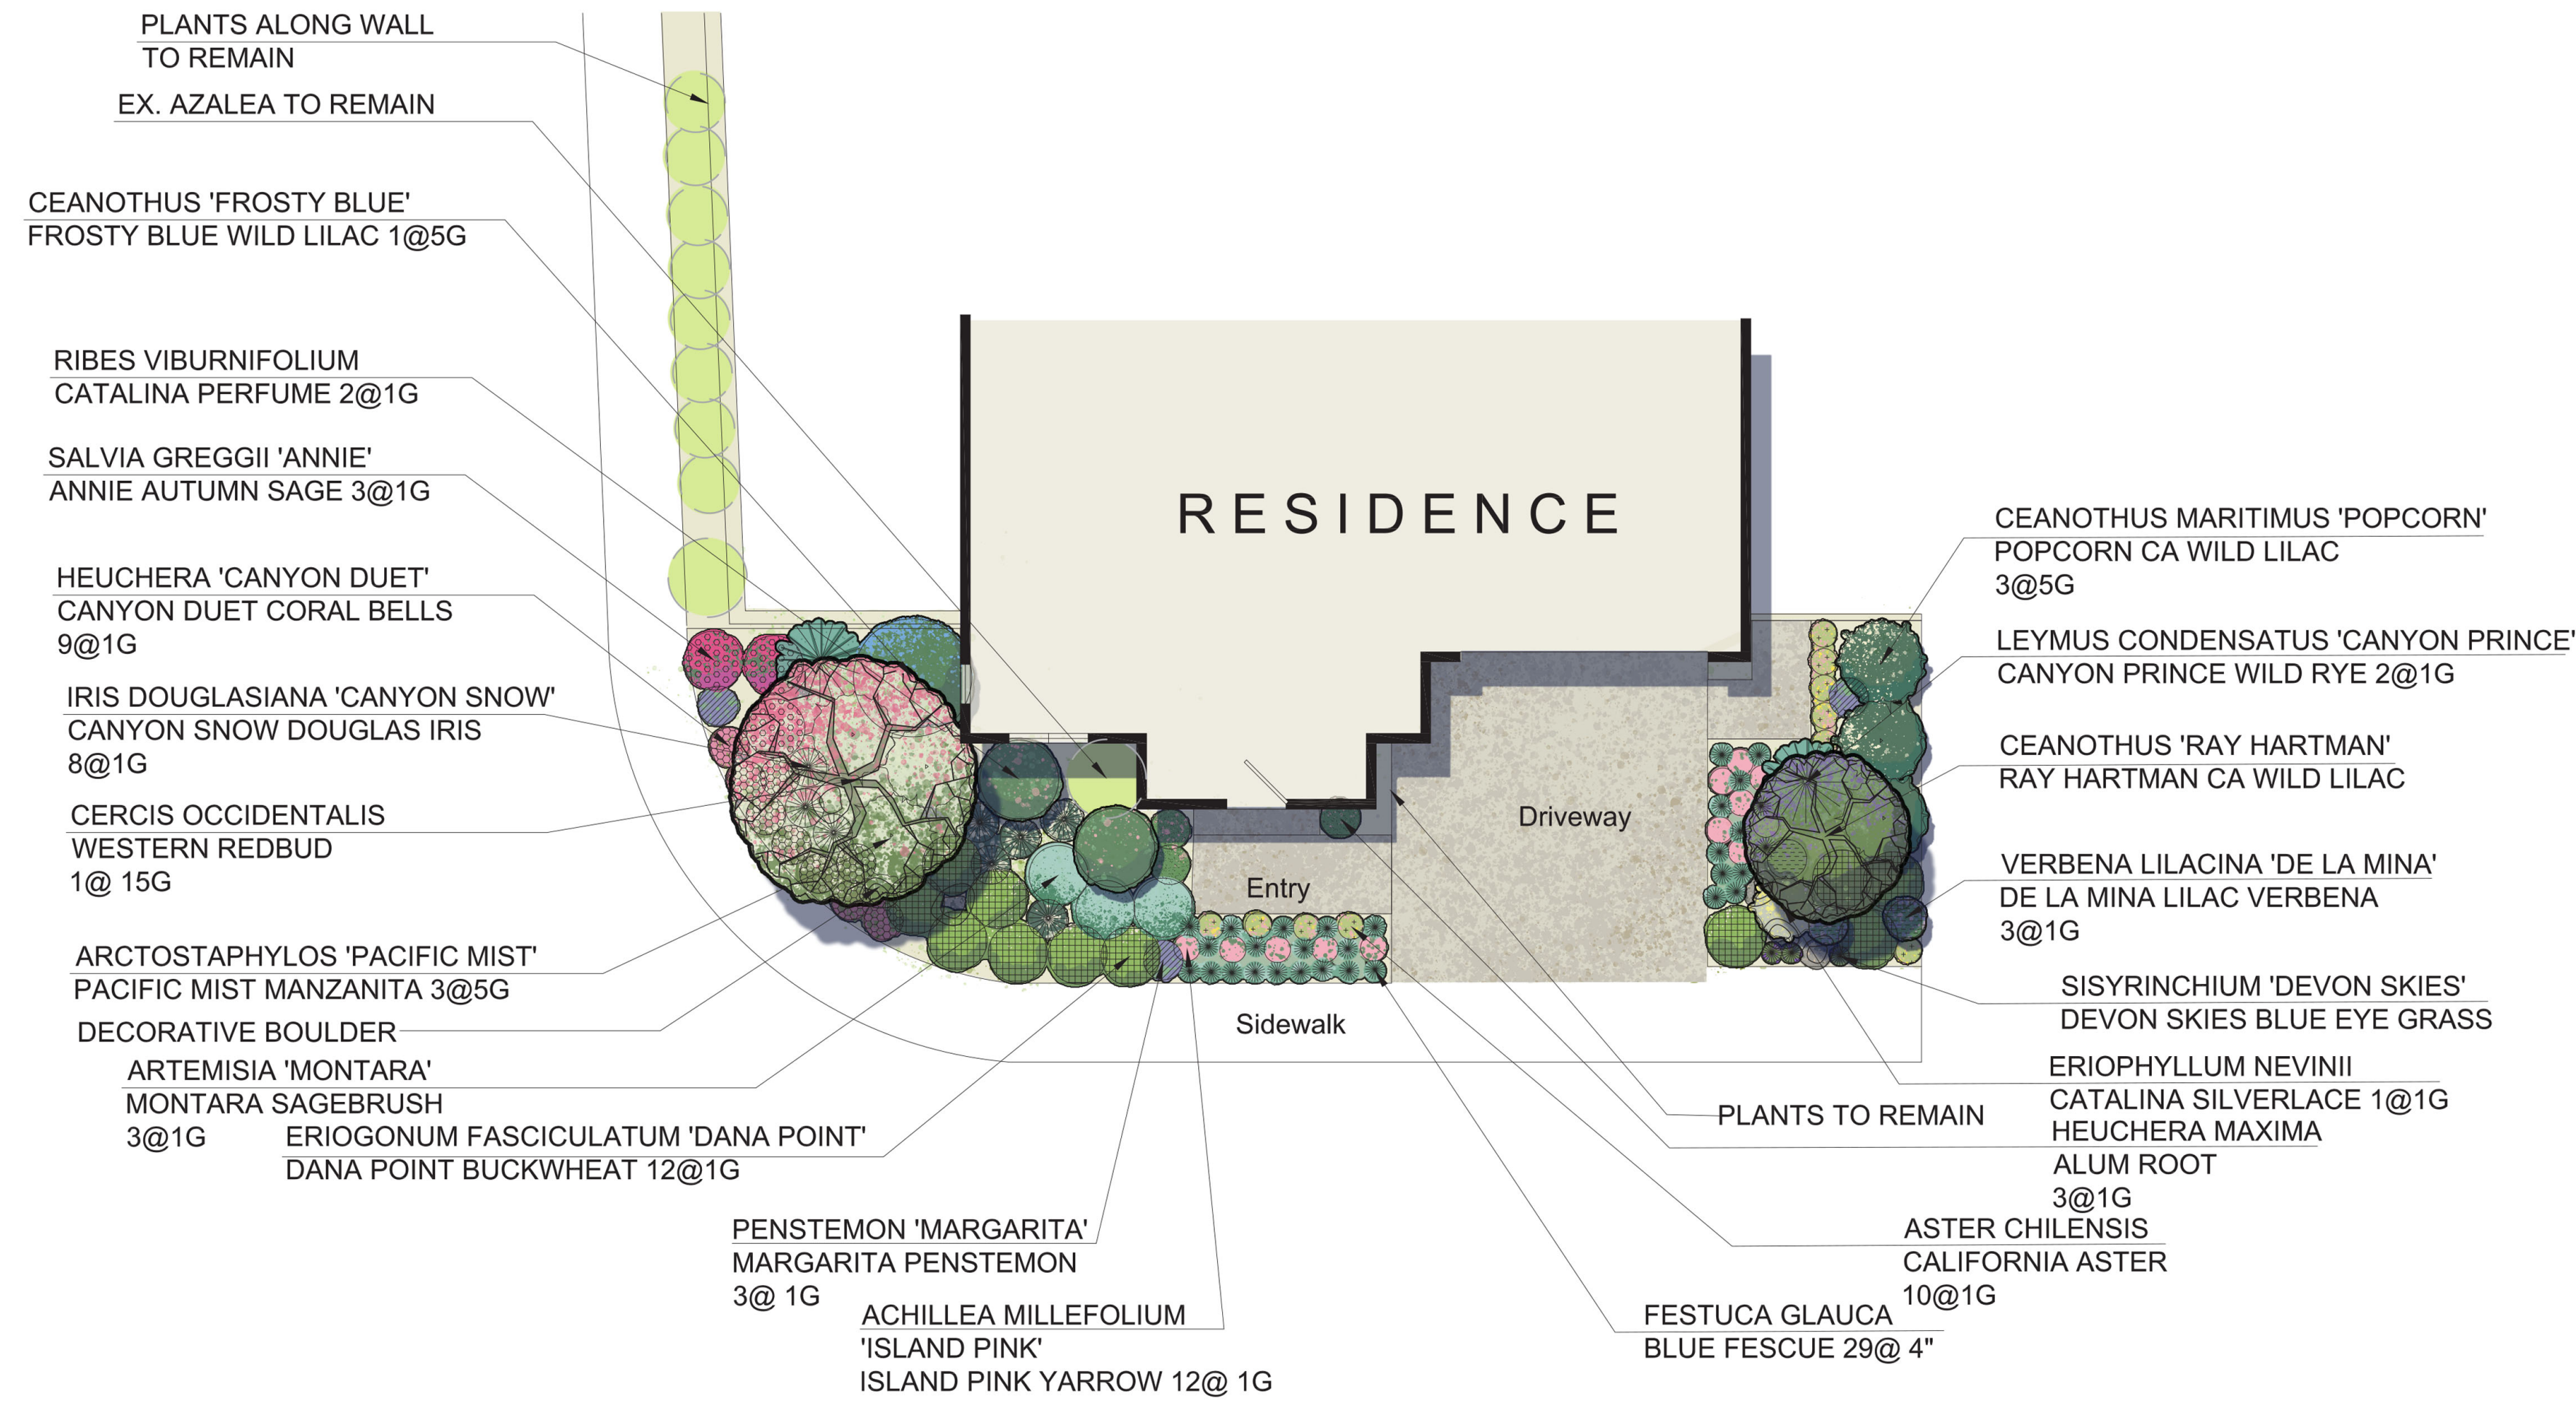 PLANTS ALONG WALL
TO REMAIN
EX. AZALEA TO REMAIN
CEANOTHUS 'FROSTY BLUE'
FROSTY BLUE WILD LILAC 1@5G
RIBES VIBURNIFOLIUM
CATALINA PERFUME 2@1G
SALVIA GREGGII 'ANNIE'
ANNIE AUTUMN SAGE 3@1G
HEUCHERA 'CANYON DUET'
CANYON DUET CORAL BELLS
9@1G
IRIS DOUGLASIANA 'CANYON SNOW'
CANYON SNOW DOUGLAS IRIS
8@1G
CERCIS OCCIDENTALIS
WESTERN REDBUD
1@ 15G
ARCTOSTAPHYLOS 'PACIFIC MIST'
PACIFIC MIST MANZANITA 3@5G
DECORATIVE BOULDER
ARTEMISIA 'MONTARA'
MONTARA SAGEBRUSH
3@1G
ERIOGONUM FASCICULATUM 'DANA POINT'
DANA POINT BUCKWHEAT 12@1G
PENSTEMON 'MARGARITA'
MARGARITA PENSTEMON
3@ 1G
ACHILLEA MILLEFOLIUM
'ISLAND PINK'
ISLAND PINK YARROW 12@ 1G
RESIDENCE
Driveway
Entry
Sidewalk
CEANOTHUS MARITIMUS 'POPCORN'
POPCORN CA WILD LILAC
3@5G
LEYMUS CONDENSATUS 'CANYON PRINCE'
CANYON PRINCE WILD RYE 2@1G
CEANOTHUS 'RAY HARTMAN'
RAY HARTMAN CA WILD LILAC
VERBENA LILACINA 'DE LA MINA'
DE LA MINA LILAC VERBENA
3@1G
SISYRINCHIUM 'DEVON SKIES'
DEVON SKIES BLUE EYE GRASS
ERIOPHYLLUM NEVINII
CATALINA SILVERLACE 1@1G
PLANTS TO REMAIN
HEUCHERA MAXIMA
ALUM ROOT
3@1G
ASTER CHILENSIS
CALIFORNIA ASTER
10@1G
FESTUCA GLAUCA
BLUE FESCUE 29@ 4"